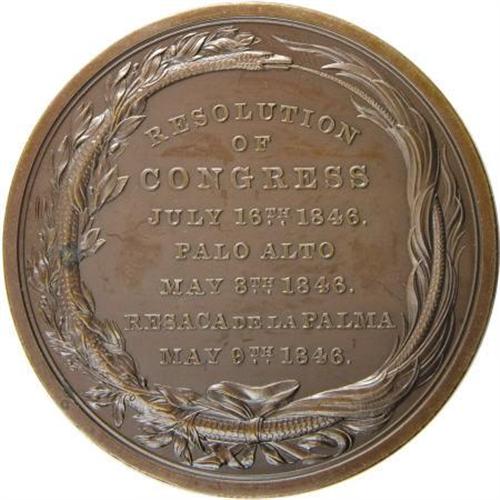 RESOLUTION
OF
CONGRESS
JULY 16TH 1846.
PALO ALTO
MAY 8TH 1846.
RESACA DE LA PALMA
MAY 9TH 1846.